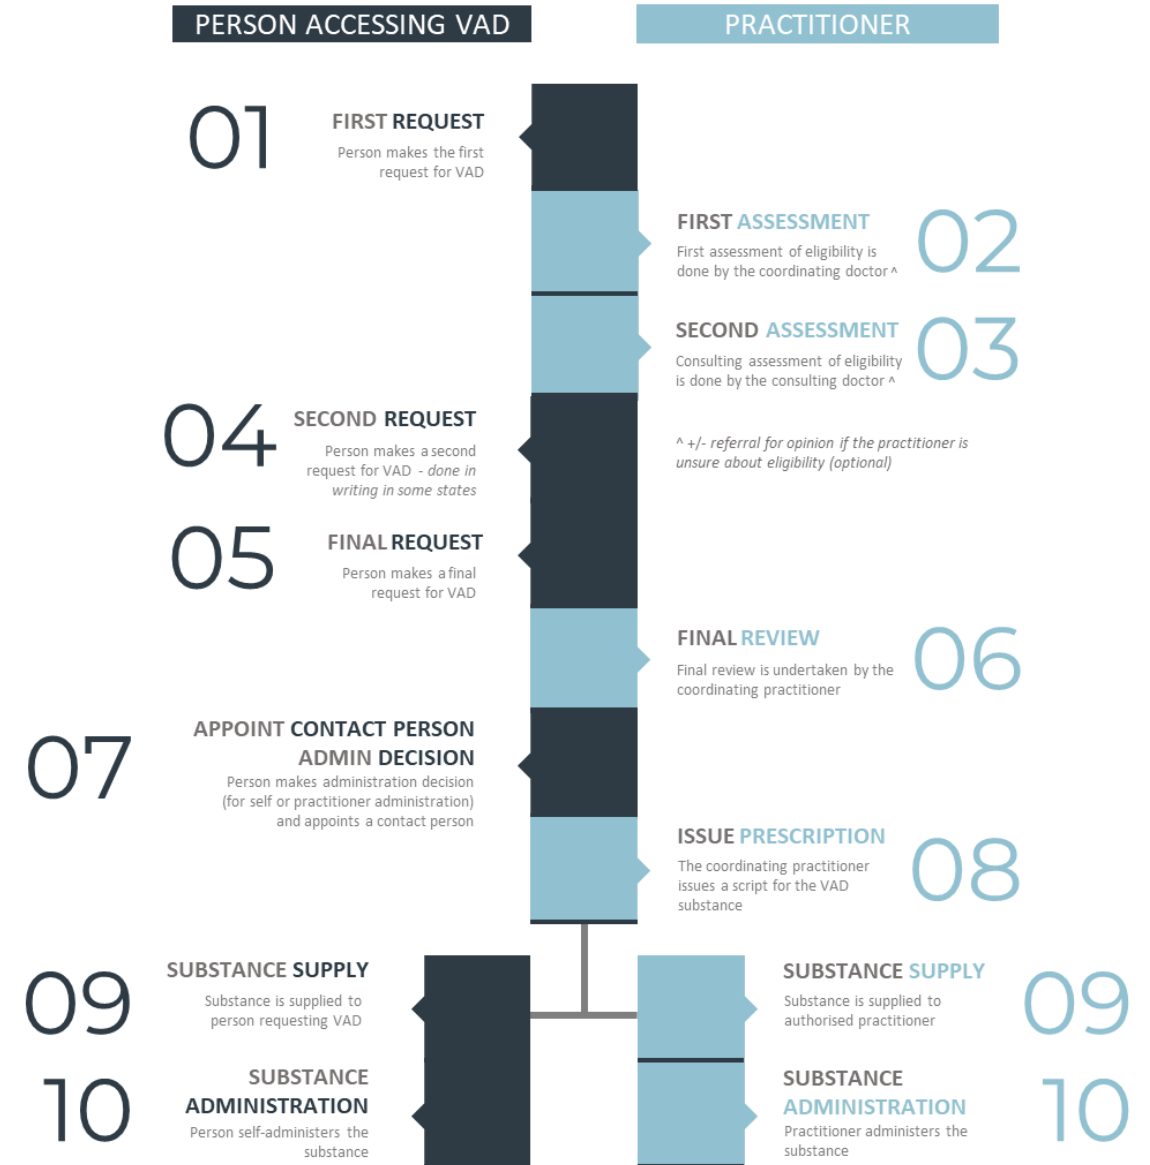 PERSON ACCESSING VAD
PRACTITIONER
01
FIRST REQUEST
Person makes the first
request for VAD
FIRST ASSESSMENT
First assessment of eligibility is
done by the coordinating doctor ^
02
SECOND ASSESSMENT
Consulting assessment of eligibility
is done by the consulting doctor ^
03
04
SECOND REQUEST
Person makes a second
request for VAD - done in
writing in some states
^ +/- referral for opinion if the practitioner is
unsure about eligibility (optional)
05
FINAL REQUEST
Person makes a final
request for VAD
FINAL REVIEW
Final review is undertaken by the
coordinating practitioner
06
07
APPOINT CONTACT PERSON
ADMIN DECISION
Person makes administration decision
(for self or practitioner administration)
and appoints a contact person
ISSUE PRESCRIPTION
The coordinating practitioner
issues a script for the VAD
substance
08
09
SUBSTANCE SUPPLY
Substance is supplied to
person requesting VAD
SUBSTANCE SUPPLY
Substance is supplied to
authorised practitioner
09
10
SUBSTANCE
ADMINISTRATION
Person self-administers the
substance
SUBSTANCE
ADMINISTRATION
Practitioner administers the
substance
10